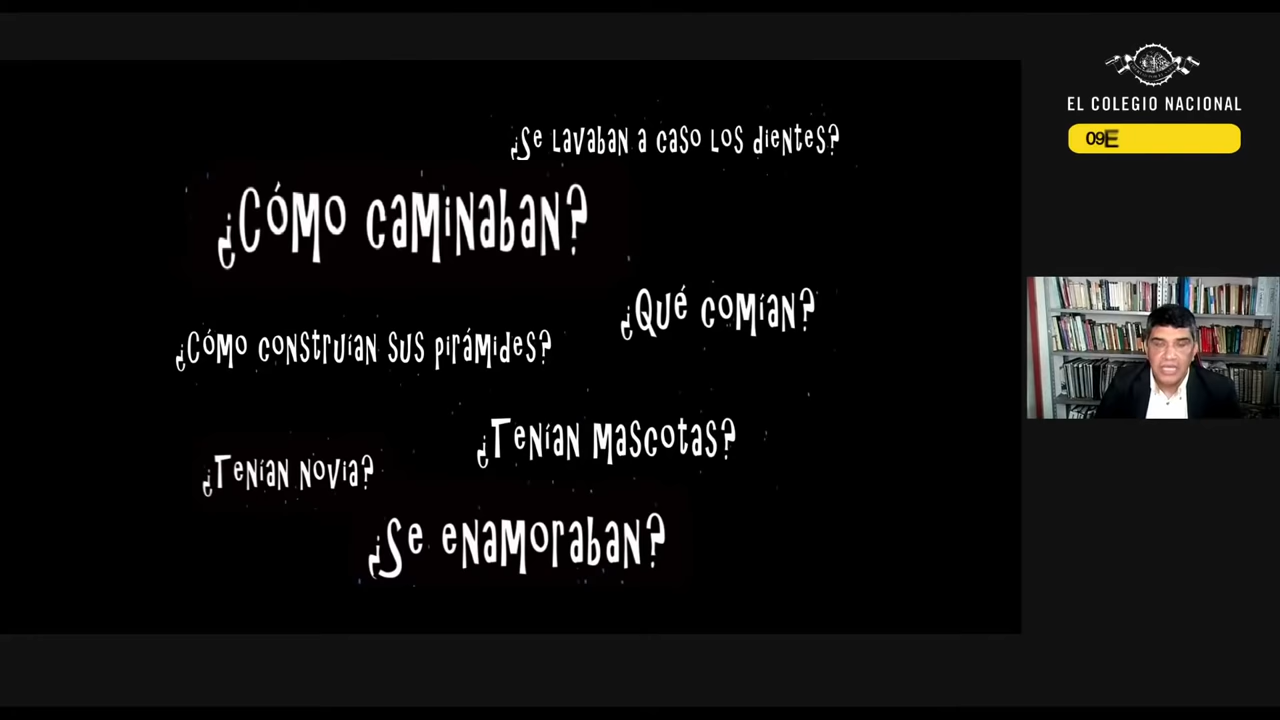 ¿Se lavaban a caso los dientes?
¿Cómo caminaban?
¿Qué comían?
¿Cómo construían sus pirámides?
¿Tenían mascotas?
¿Tenían novia?
¿Se enamoraban?
EL COLEGIO NACIONAL
09E